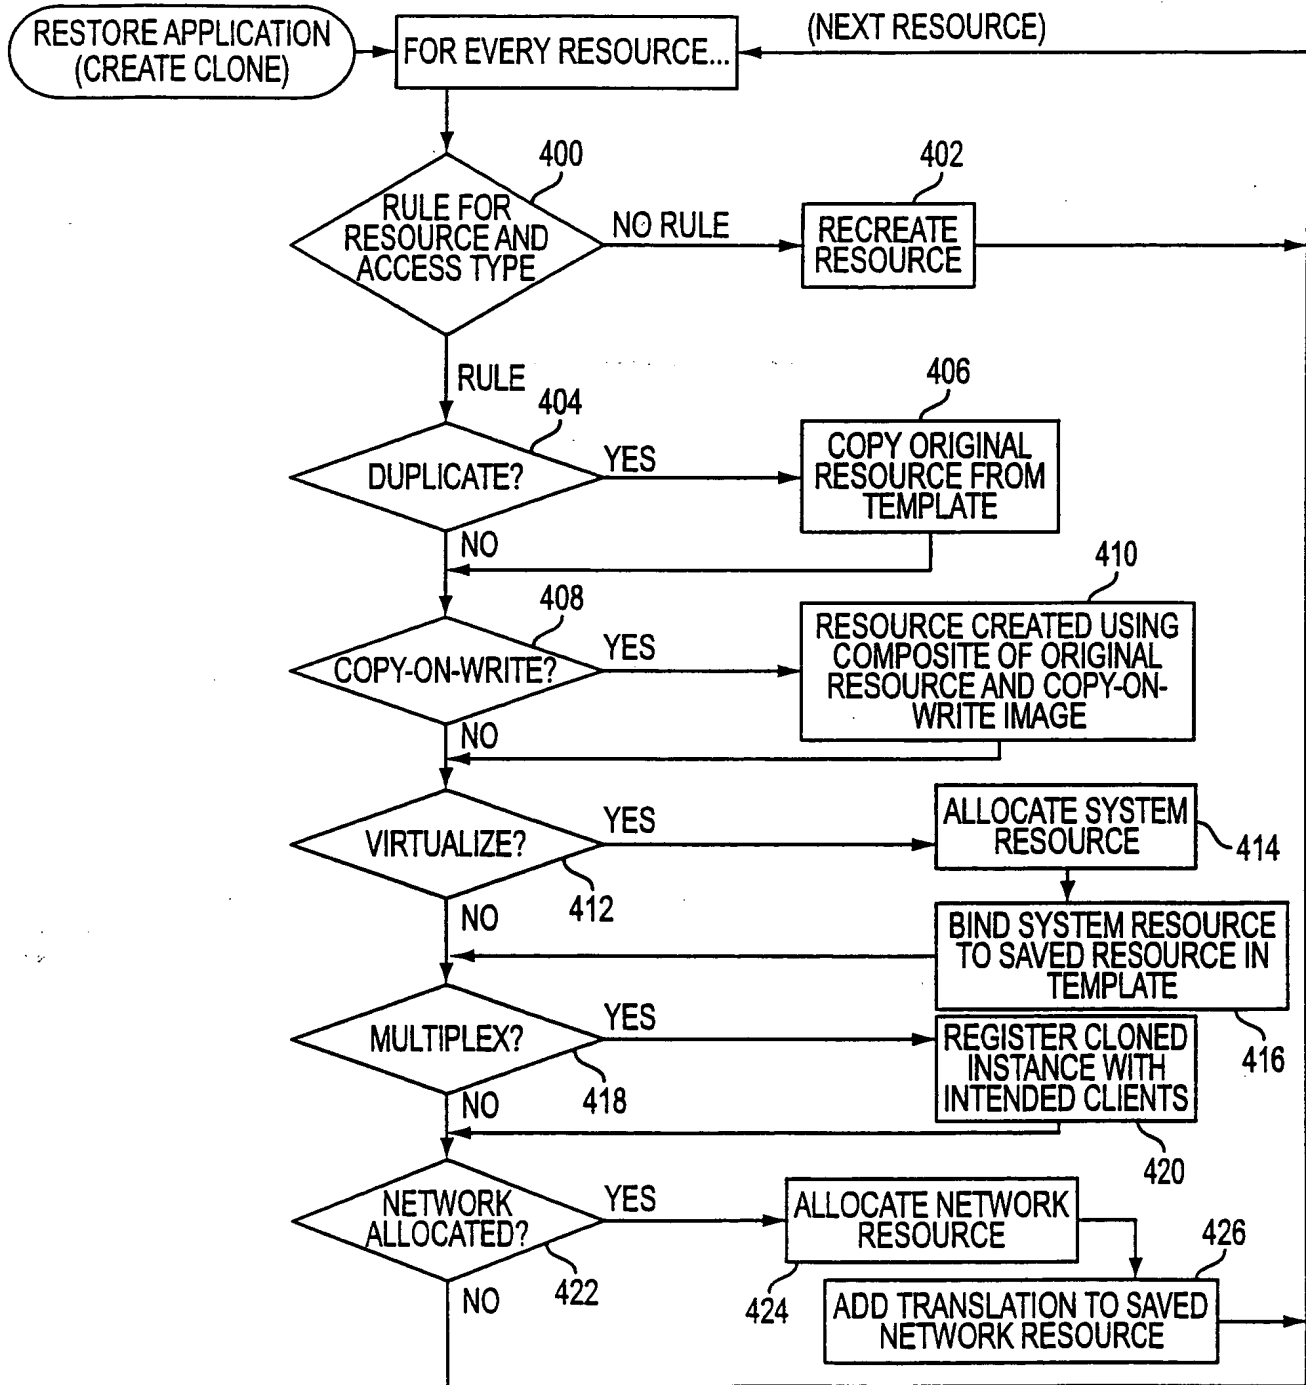 RESTORE APPLICATION
(CREATE CLONE)
FOR EVERY RESOURCE...
(NEXT RESOURCE)
400
RULE FOR
RESOURCE AND
ACCESS TYPE
NO RULE
402
RECREATE
RESOURCE
RULE
404
DUPLICATE?
YES
406
COPY ORIGINAL
RESOURCE FROM
TEMPLATE
NO
408
COPY-ON-WRITE?
YES
410
RESOURCE CREATED USING
COMPOSITE OF ORIGINAL
RESOURCE AND COPY-ON-
WRITE IMAGE
NO
VIRTUALIZE?
412
YES
ALLOCATE SYSTEM
RESOURCE
414
NO
BIND SYSTEM RESOURCE
TO SAVED RESOURCE IN
TEMPLATE
416
MULTIPLEX?
418
YES
REGISTER CLONED
INSTANCE WITH
INTENDED CLIENTS
420
NO
NETWORK
ALLOCATED?
422
YES
ALLOCATE NETWORK
RESOURCE
424
426
ADD TRANSLATION TO SAVED
NETWORK RESOURCE
NO